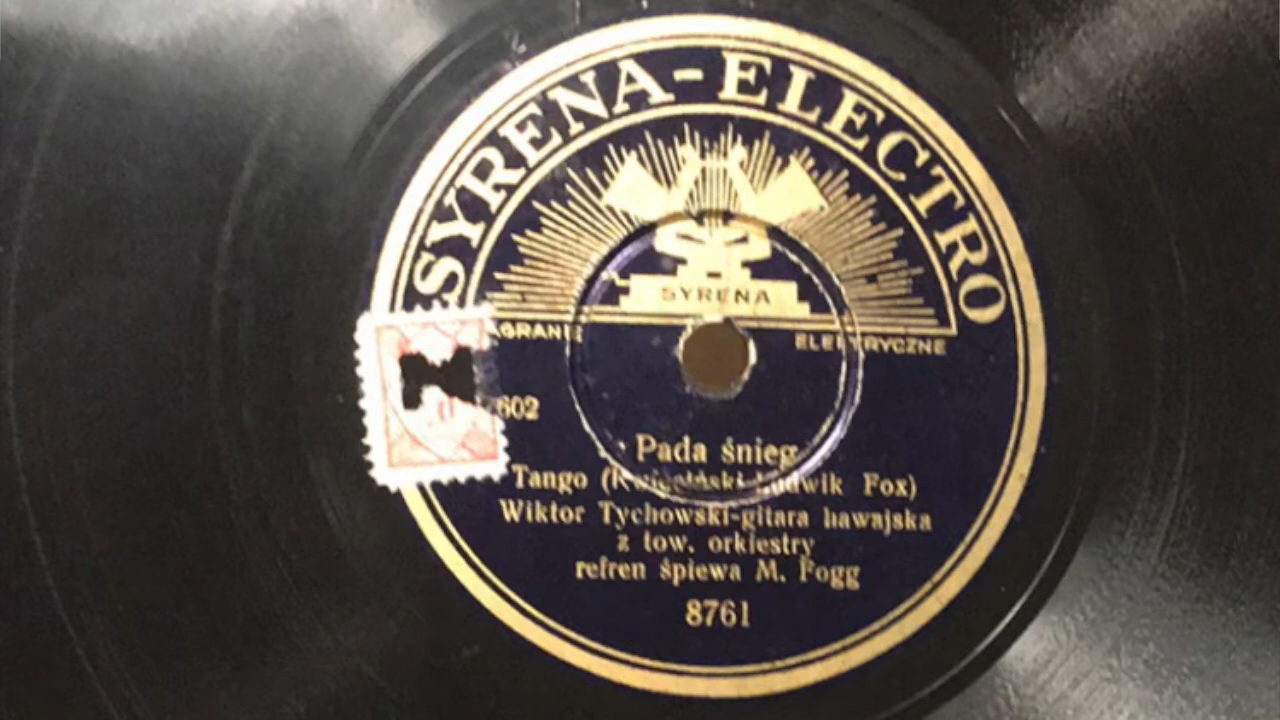 SYRENA-ELECTRO
SYRENA
ELEKTRYCZNE
602
Pada śnieg
Tango (Ludwik Fox)
Wiktor Tychowski-gitara hawajska
z tow. orkiestry
refren śpiewa M. Fogg
8761